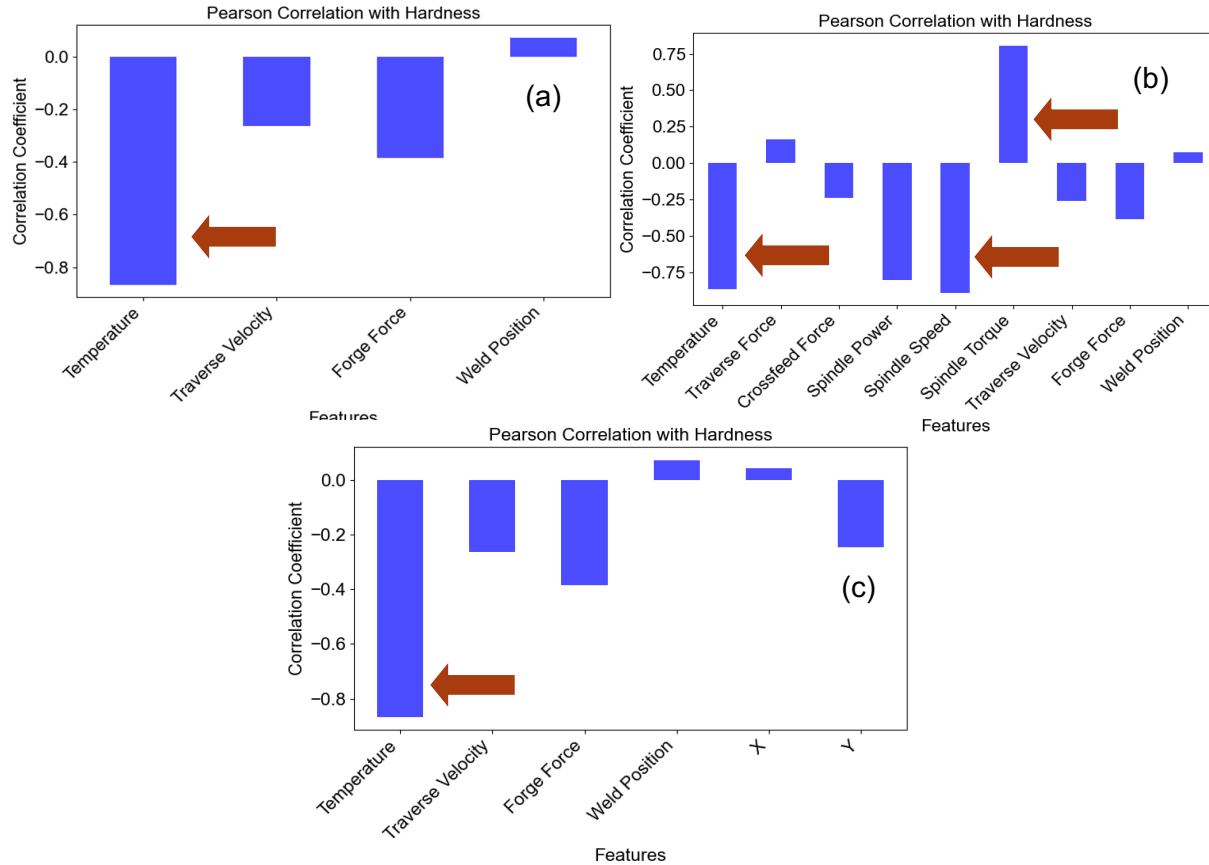 Pearson Correlation with Hardness
Correlation Coefficient
0.0
−0.2
−0.4
−0.6
−0.8
(a)
Temperature
Traverse Velocity
Forge Force
Weld Position
Features
Pearson Correlation with Hardness
Correlation Coefficient
0.75
0.50
0.25
0.00
−0.25
−0.50
−0.75
(b)
Temperature
Traverse Force
Crossfeed Force
Spindle Power
Spindle Speed
Spindle Torque
Traverse Velocity
Forge Force
Weld Position
Features
Pearson Correlation with Hardness
Correlation Coefficient
0.0
−0.2
−0.4
−0.6
−0.8
(c)
Temperature
Traverse Velocity
Forge Force
Weld Position
X
Y
Features